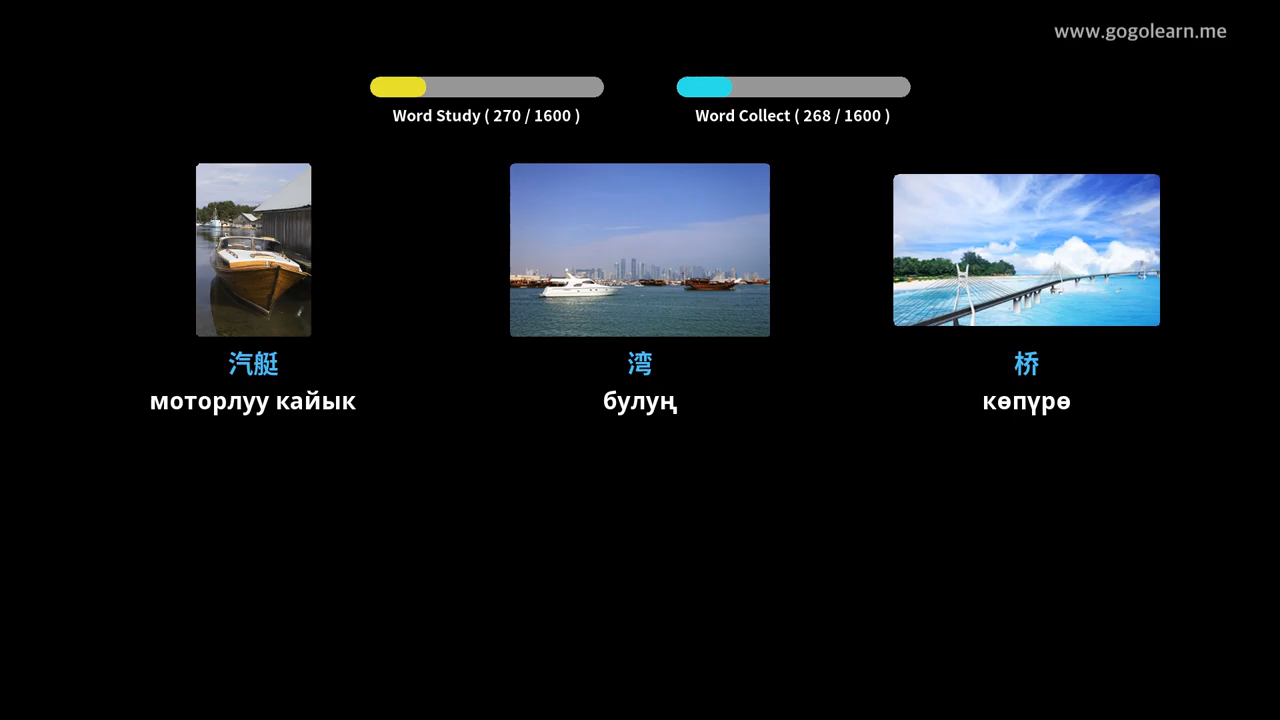 www.gogolearn.me
Word Study ( 270 / 1600 )
Word Collect ( 268 / 1600 )
汽艇
湾
桥
моторлуу кайык
булуң
көпүрө